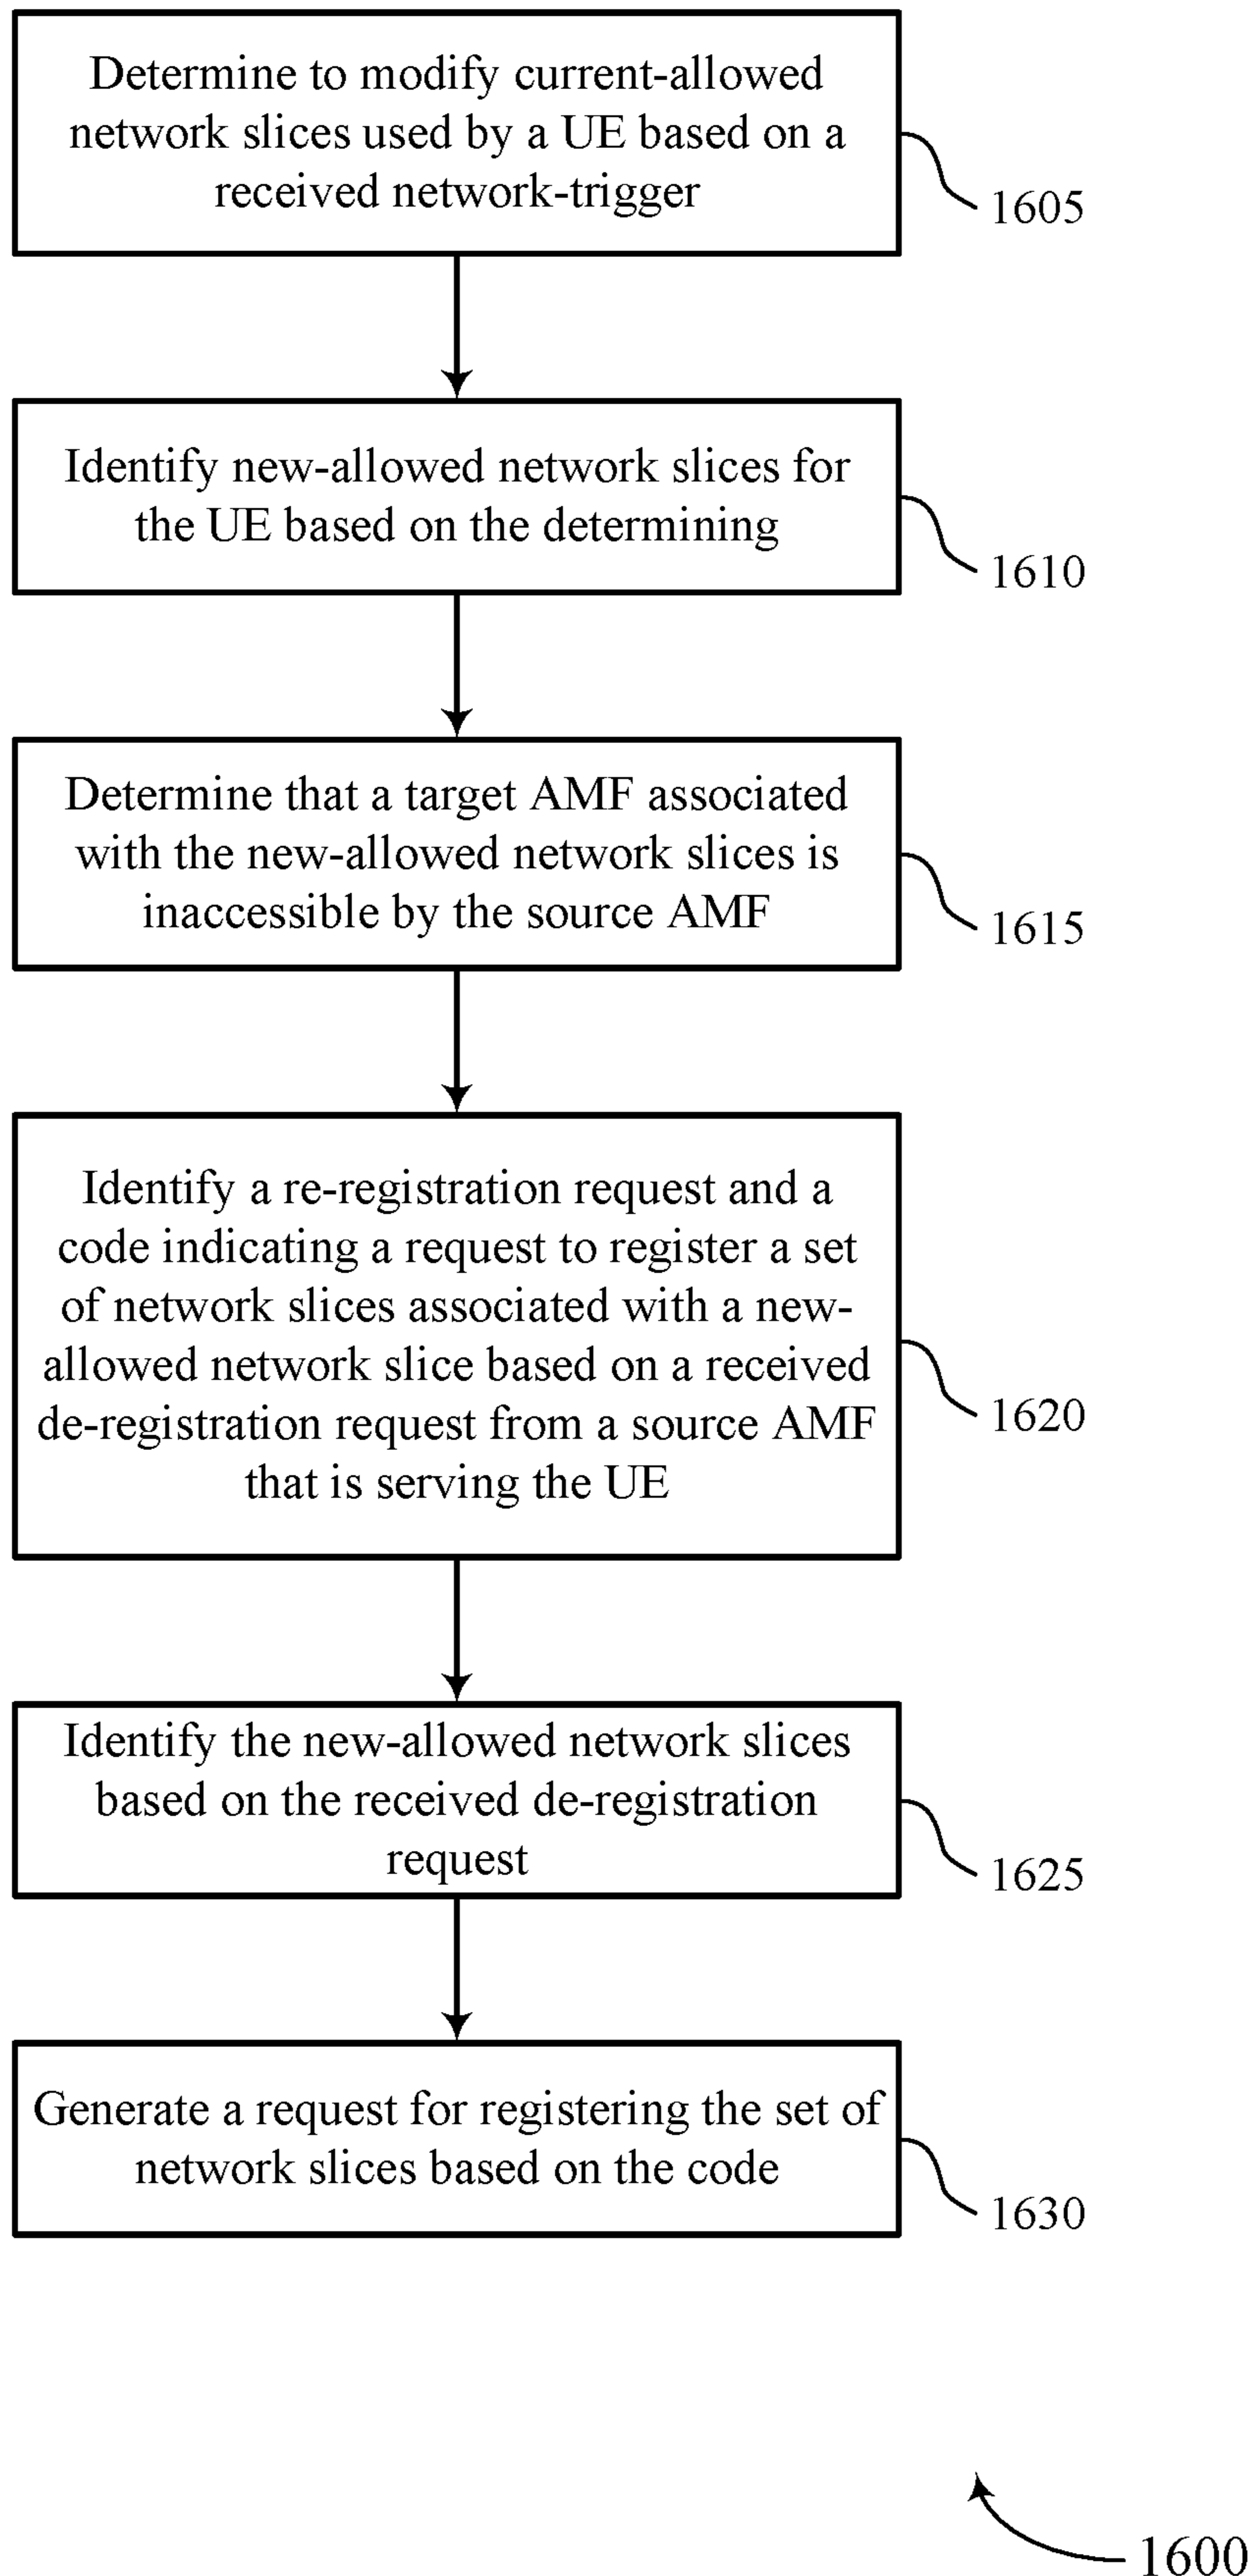 Determine to modify current-allowed
network slices used by a UE based on a
received network-trigger
1605
Identify new-allowed network slices for
the UE based on the determining
1610
Determine that a target AMF associated
with the new-allowed network slices is
inaccessible by the source AMF
1615
Identify a re-registration request and a
code indicating a request to register a set
of network slices associated with a new-
allowed network slice based on a received
de-registration request from a source AMF
that is serving the UE
1620
Identify the new-allowed network slices
based on the received de-registration
request
1625
Generate a request for registering the set of
network slices based on the code
1630
1600